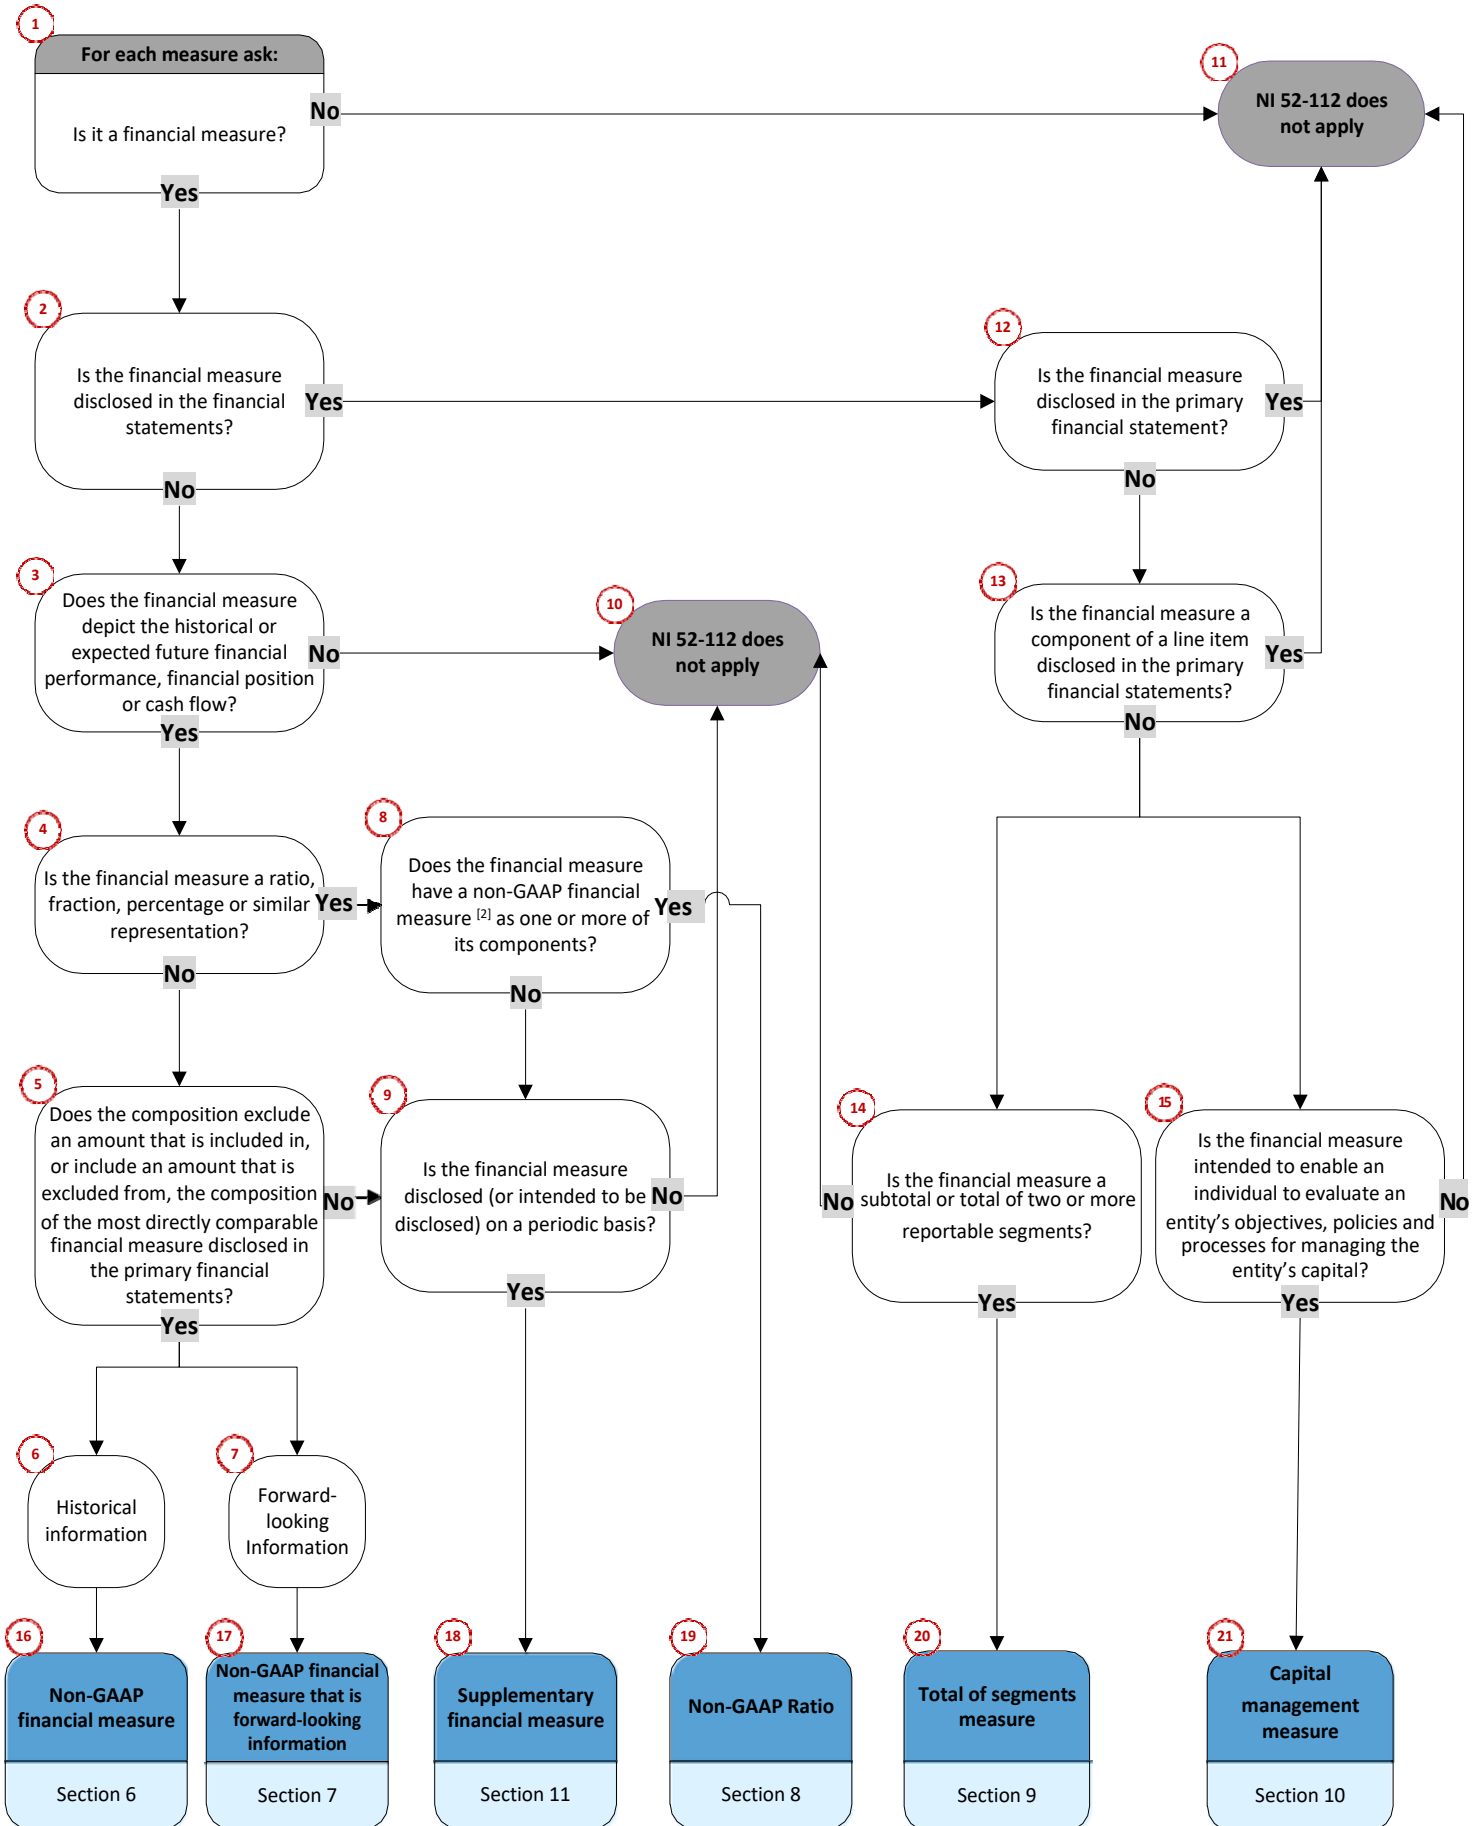 1
For each measure ask:
Is it a financial measure?
No
Yes
11
NI 52-112 does
not apply
2
Is the financial measure
disclosed in the financial
statements?
Yes
No
12
Is the financial measure
disclosed in the primary
financial statement?
Yes
No
3
Does the financial measure
depict the historical or
expected future financial
performance, financial position
or cash flow?
No
Yes
10
NI 52-112 does
not apply
13
Is the financial measure a
component of a line item
disclosed in the primary
financial statements?
Yes
No
4
Is the financial measure a ratio,
fraction, percentage or similar
representation?
Yes
No
8
Does the financial measure
have a non-GAAP financial
measure [2] as one or more of
its components?
Yes
No
5
Does the composition exclude
an amount that is included in,
or include an amount that is
excluded from, the composition
of the most directly comparable
financial measure disclosed in
the primary financial
statements?
No
Yes
9
Is the financial measure
disclosed (or intended to be
disclosed) on a periodic basis?
No
Yes
14
Is the financial measure a
subtotal or total of two or more
reportable segments?
No
Yes
15
Is the financial measure
intended to enable an
individual to evaluate an
entity's objectives, policies and
processes for managing the
entity's capital?
No
Yes
6
Historical
information
7
Forward-
looking
Information
16
Non-GAAP
financial measure
Section 6
17
Non-GAAP financial
measure that is
forward-looking
information
Section 7
18
Supplementary
financial measure
Section 11
19
Non-GAAP Ratio
Section 8
20
Total of segments
measure
Section 9
21
Capital
management
measure
Section 10